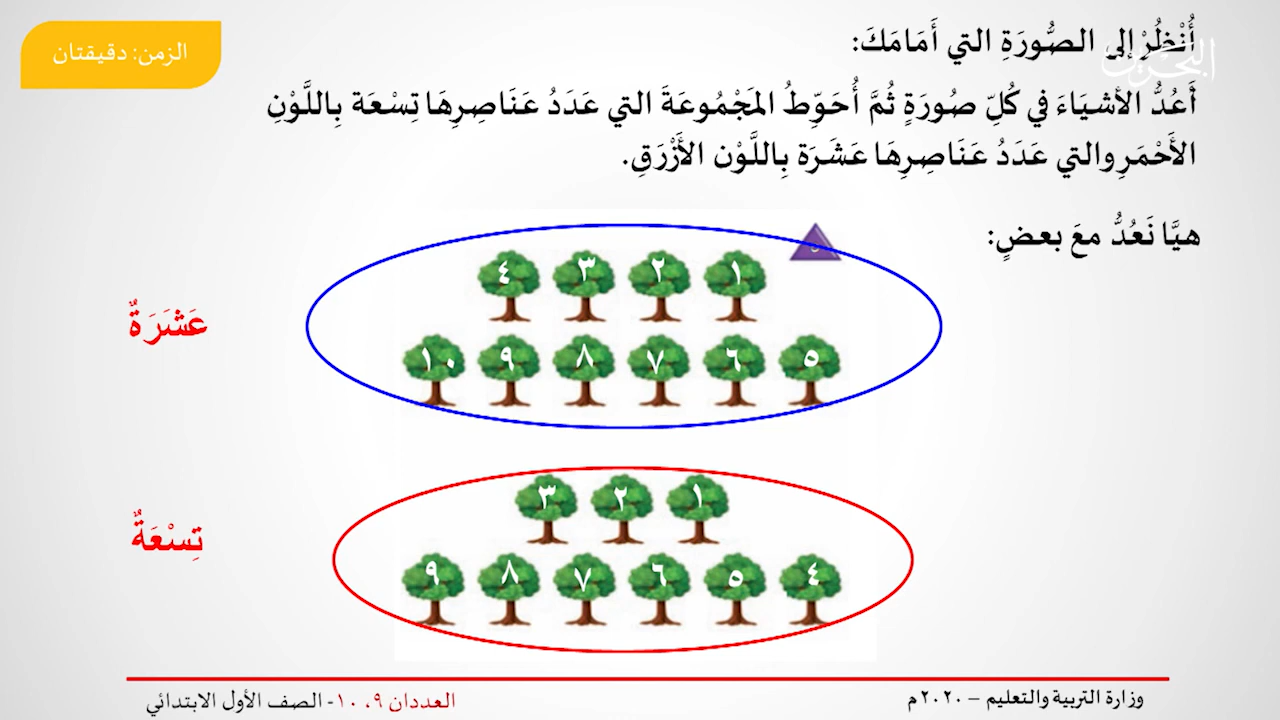 الزمن: دقيقتان
أُنْظُرْ إلى الصُّورَةِ التي أَمَامَكَ:
أَعُدُّ الأشيَاءَ في كُلِّ صُورَةٍ ثُمَّ أُحَوِّطُ المَجْمُوعَةَ التي عَدَدُ عَنَاصِرِهَا تِسْعَة بِاللَّوْنِ
الأَحْمَرِ والتي عَدَدُ عَنَاصِرِهَا عَشَرَة بِاللَّوْن الأَزْرَقِ.
هيَّا نَعُدُّ معَ بعضٍ:
١ ٢ ٣ ٤
عَشَرَةٌ
٥ ٦ ٧ ٨ ٩ ١٠
١ ٢ ٣
تِسْعَةٌ
٤ ٥ ٦ ٧ ٨ ٩
وزارة التربية والتعليم – ٢٠٢٠م
العددان ٩، ١٠- الصف الأول الابتدائي